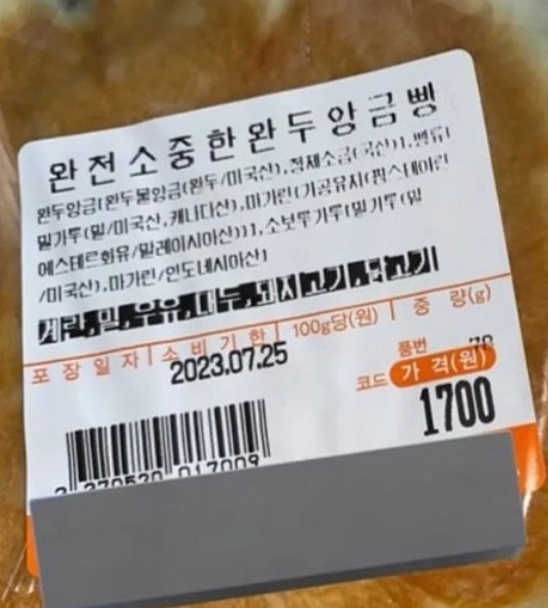 완전소중한완두앙금빵
완두앙금{완두물앙금(완두/미국산),정제소금(국산)},빵류{
밀가루(밀/미국산,캐나다산),마가린(가공유지(팜스테아린
에스테르화유/말레이시아산))},소보루가루{밀가루(밀
/미국산),마가린/인도네시아산}
계란,밀,우유,대두,돼지고기,닭고기
포장일자 | 소비기한 | 100g당(원) | 중 량(g)
2023.07.25
품번 70
코드 가격(원)
1700
2 270520 017009